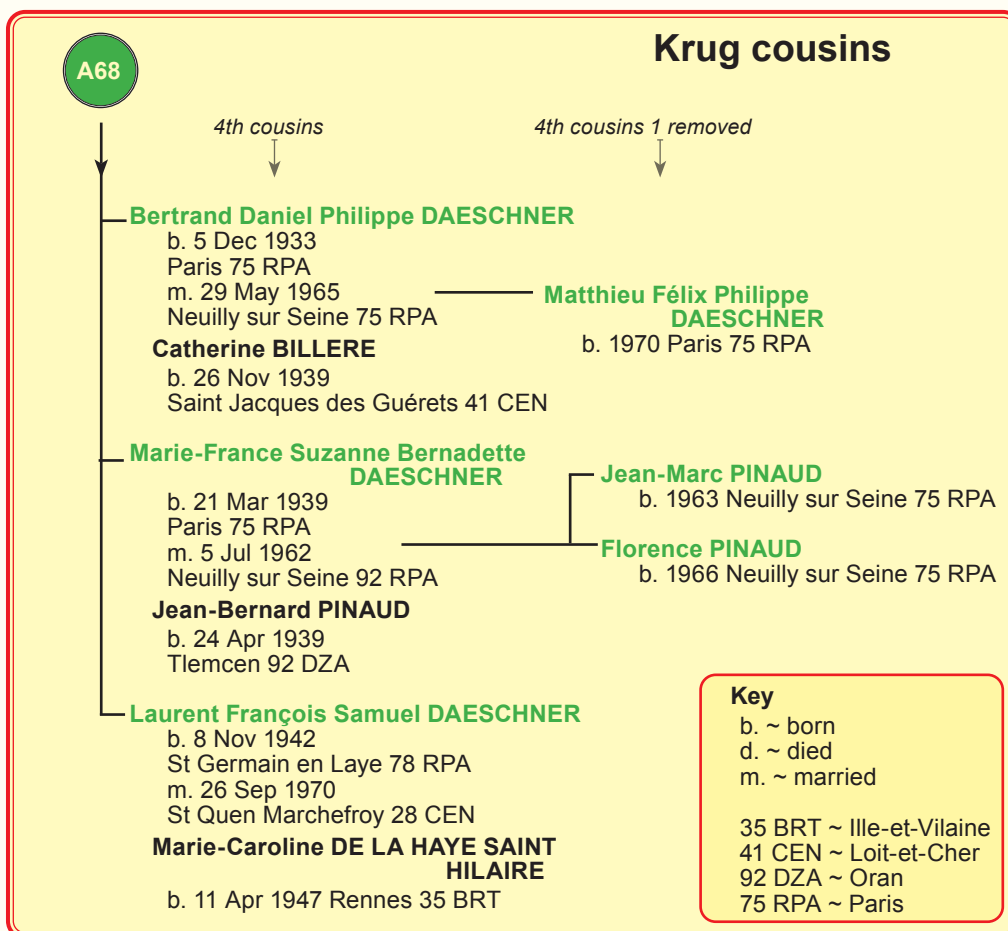 Krug cousins
A68
4th cousins
4th cousins 1 removed
Bertrand Daniel Philippe DAESCHNER
b. 5 Dec 1933
Paris 75 RPA
m. 29 May 1965
Neuilly sur Seine 75 RPA
Catherine BILLERE
b. 26 Nov 1939
Saint Jacques des Guérets 41 CEN
Matthieu Félix Philippe
DAESCHNER
b. 1970 Paris 75 RPA
Marie-France Suzanne Bernadette
DAESCHNER
b. 21 Mar 1939
Paris 75 RPA
m. 5 Jul 1962
Neuilly sur Seine 92 RPA
Jean-Bernard PINAUD
b. 24 Apr 1939
Tlemcen 92 DZA
Jean-Marc PINAUD
b. 1963 Neuilly sur Seine 75 RPA
Florence PINAUD
b. 1966 Neuilly sur Seine 75 RPA
Laurent François Samuel DAESCHNER
b. 8 Nov 1942
St Germain en Laye 78 RPA
m. 26 Sep 1970
St Quen Marchefroy 28 CEN
Marie-Caroline DE LA HAYE SAINT
HILAIRE
b. 11 Apr 1947 Rennes 35 BRT
Key
b. ~ born
d. ~ died
m. ~ married
35 BRT ~ Ille-et-Vilaine
41 CEN ~ Loit-et-Cher
92 DZA ~ Oran
75 RPA ~ Paris